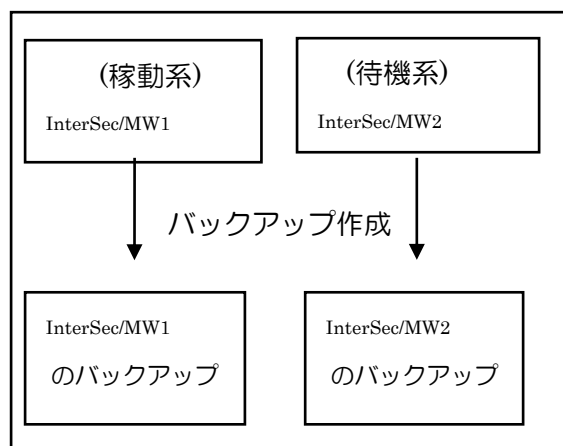 (稼動系)
InterSec/MW1
(待機系)
InterSec/MW2
バックアップ作成
InterSec/MW1
のバックアップ
InterSec/MW2
のバックアップ